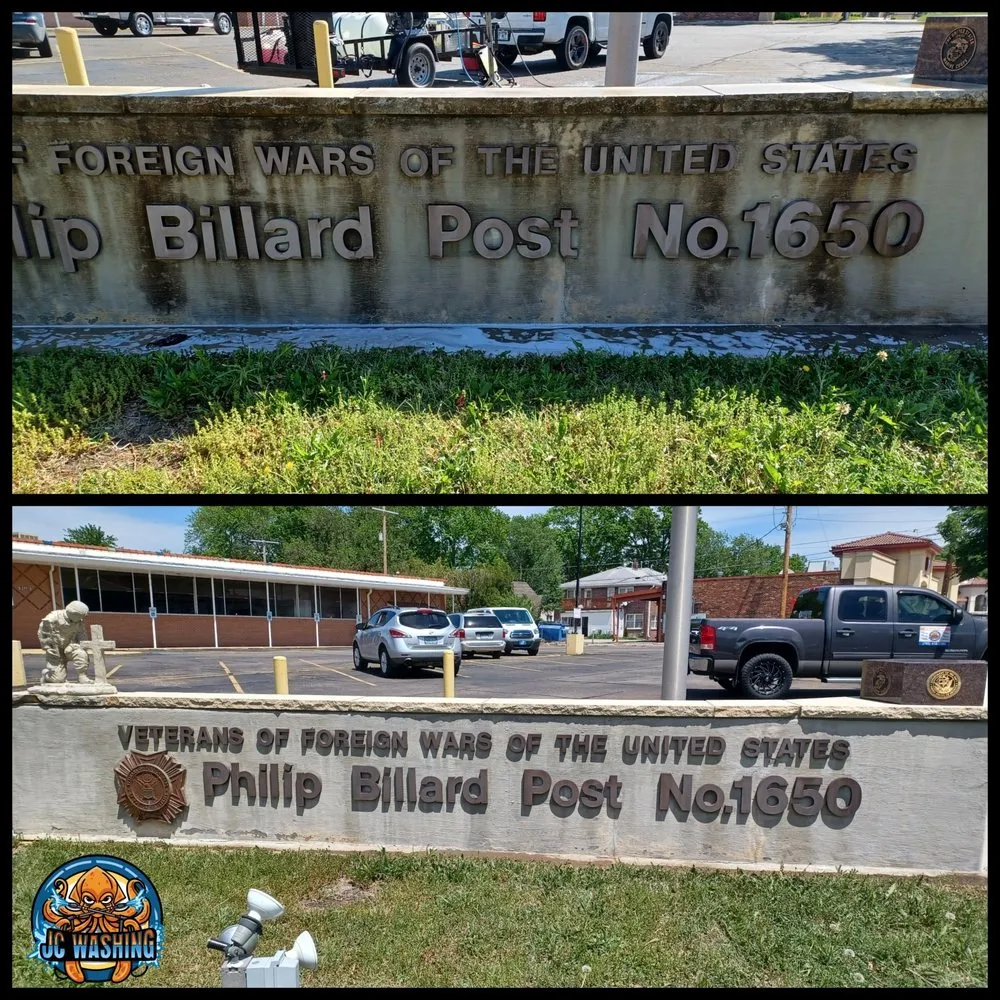 F FOREIGN WARS OF THE UNITED STATES
lip Billard Post No.1650
VETERANS OF FOREIGN WARS OF THE UNITED STATES
Philip Billard Post No.1650
JC WASHING